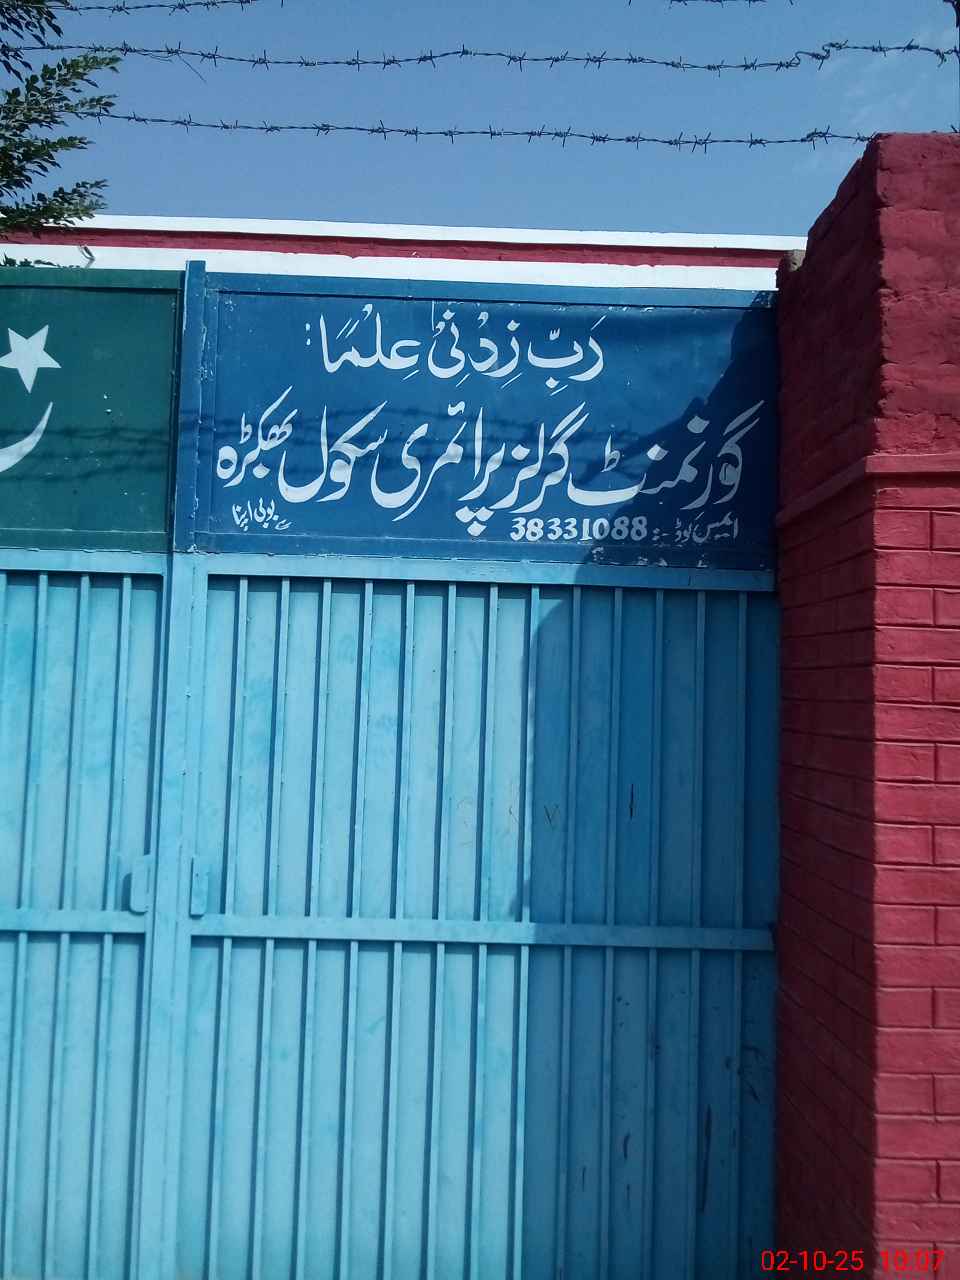 رَبِّ زِدْنِیْ عِلْمًا:
گورنمنٹ گرلز پرائمری سکول بھکڑہ
ایمس کوڈ :- 38331088
02-10-25 10:07